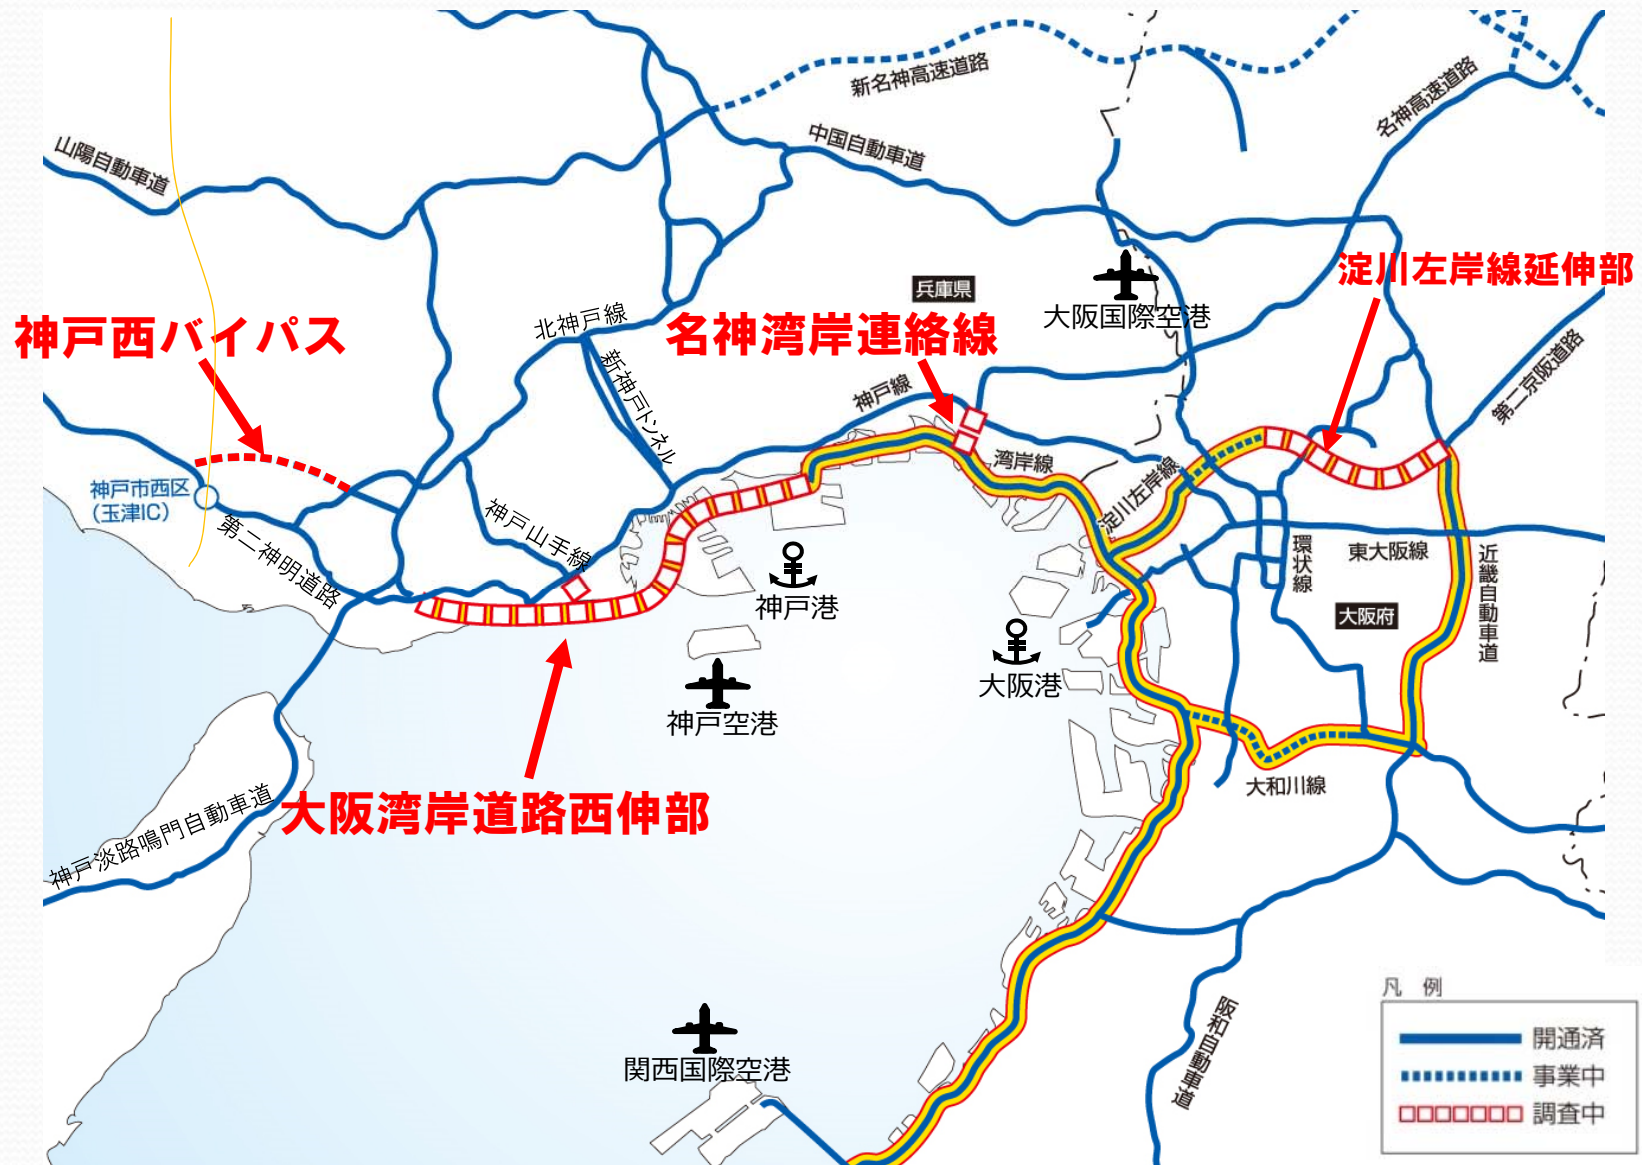 新名神高速道路
名神高速道路
山陽自動車道
中国自動車道
淀川左岸線延伸部
兵庫県
大阪国際空港
神戸西バイパス
北神戸線
名神湾岸連絡線
新神戸トンネル
神戸線
第二京阪道路
湾岸線
神戸市西区
(玉津IC)
淀川左岸線
第二神明道路
神戸山手線
環状線
東大阪線
近畿自動車道
神戸港
大阪府
大阪港
神戸空港
大和川線
大阪湾岸道路西伸部
神戸淡路鳴門自動車道
阪和自動車道
関西国際空港
凡 例
開通済
事業中
調査中